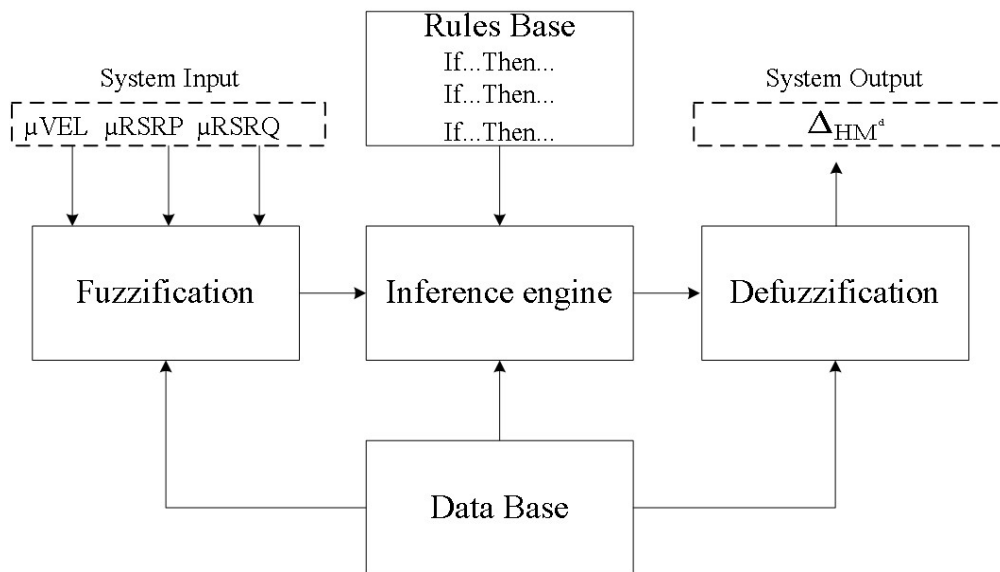 Rules Base
If...Then...
If...Then...
If...Then...
System Input
μVEL μRSRP μRSRQ
System Output
Δ_HM^d
Fuzzification
Inference engine
Defuzzification
Data Base